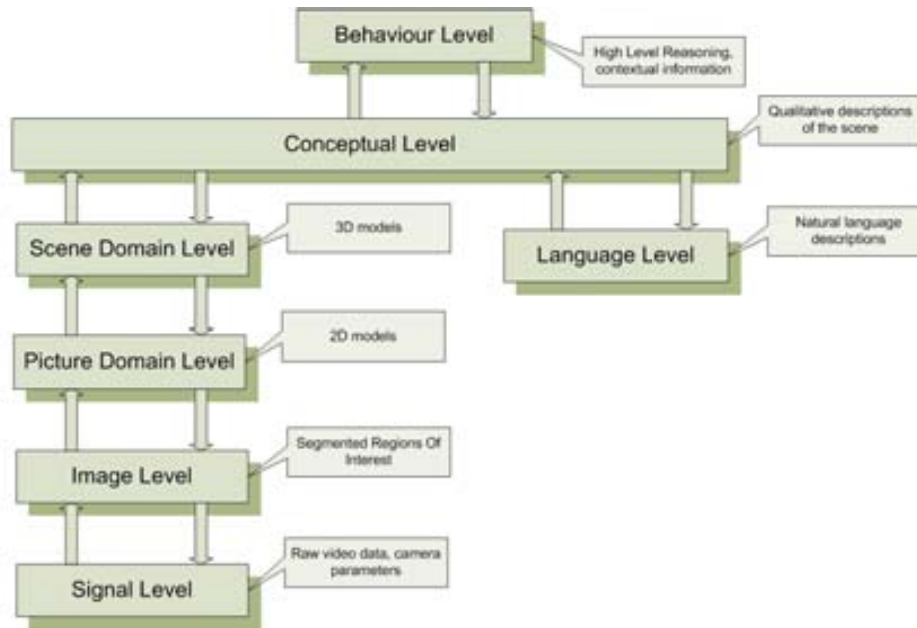 Behaviour Level
High Level Reasoning,
contextual information
Conceptual Level
Qualitative descriptions
of the scene
Scene Domain Level
3D models
Language Level
Natural language
descriptions
Picture Domain Level
2D models
Image Level
Segmented Regions Of
Interest
Signal Level
Raw video data, camera
parameters